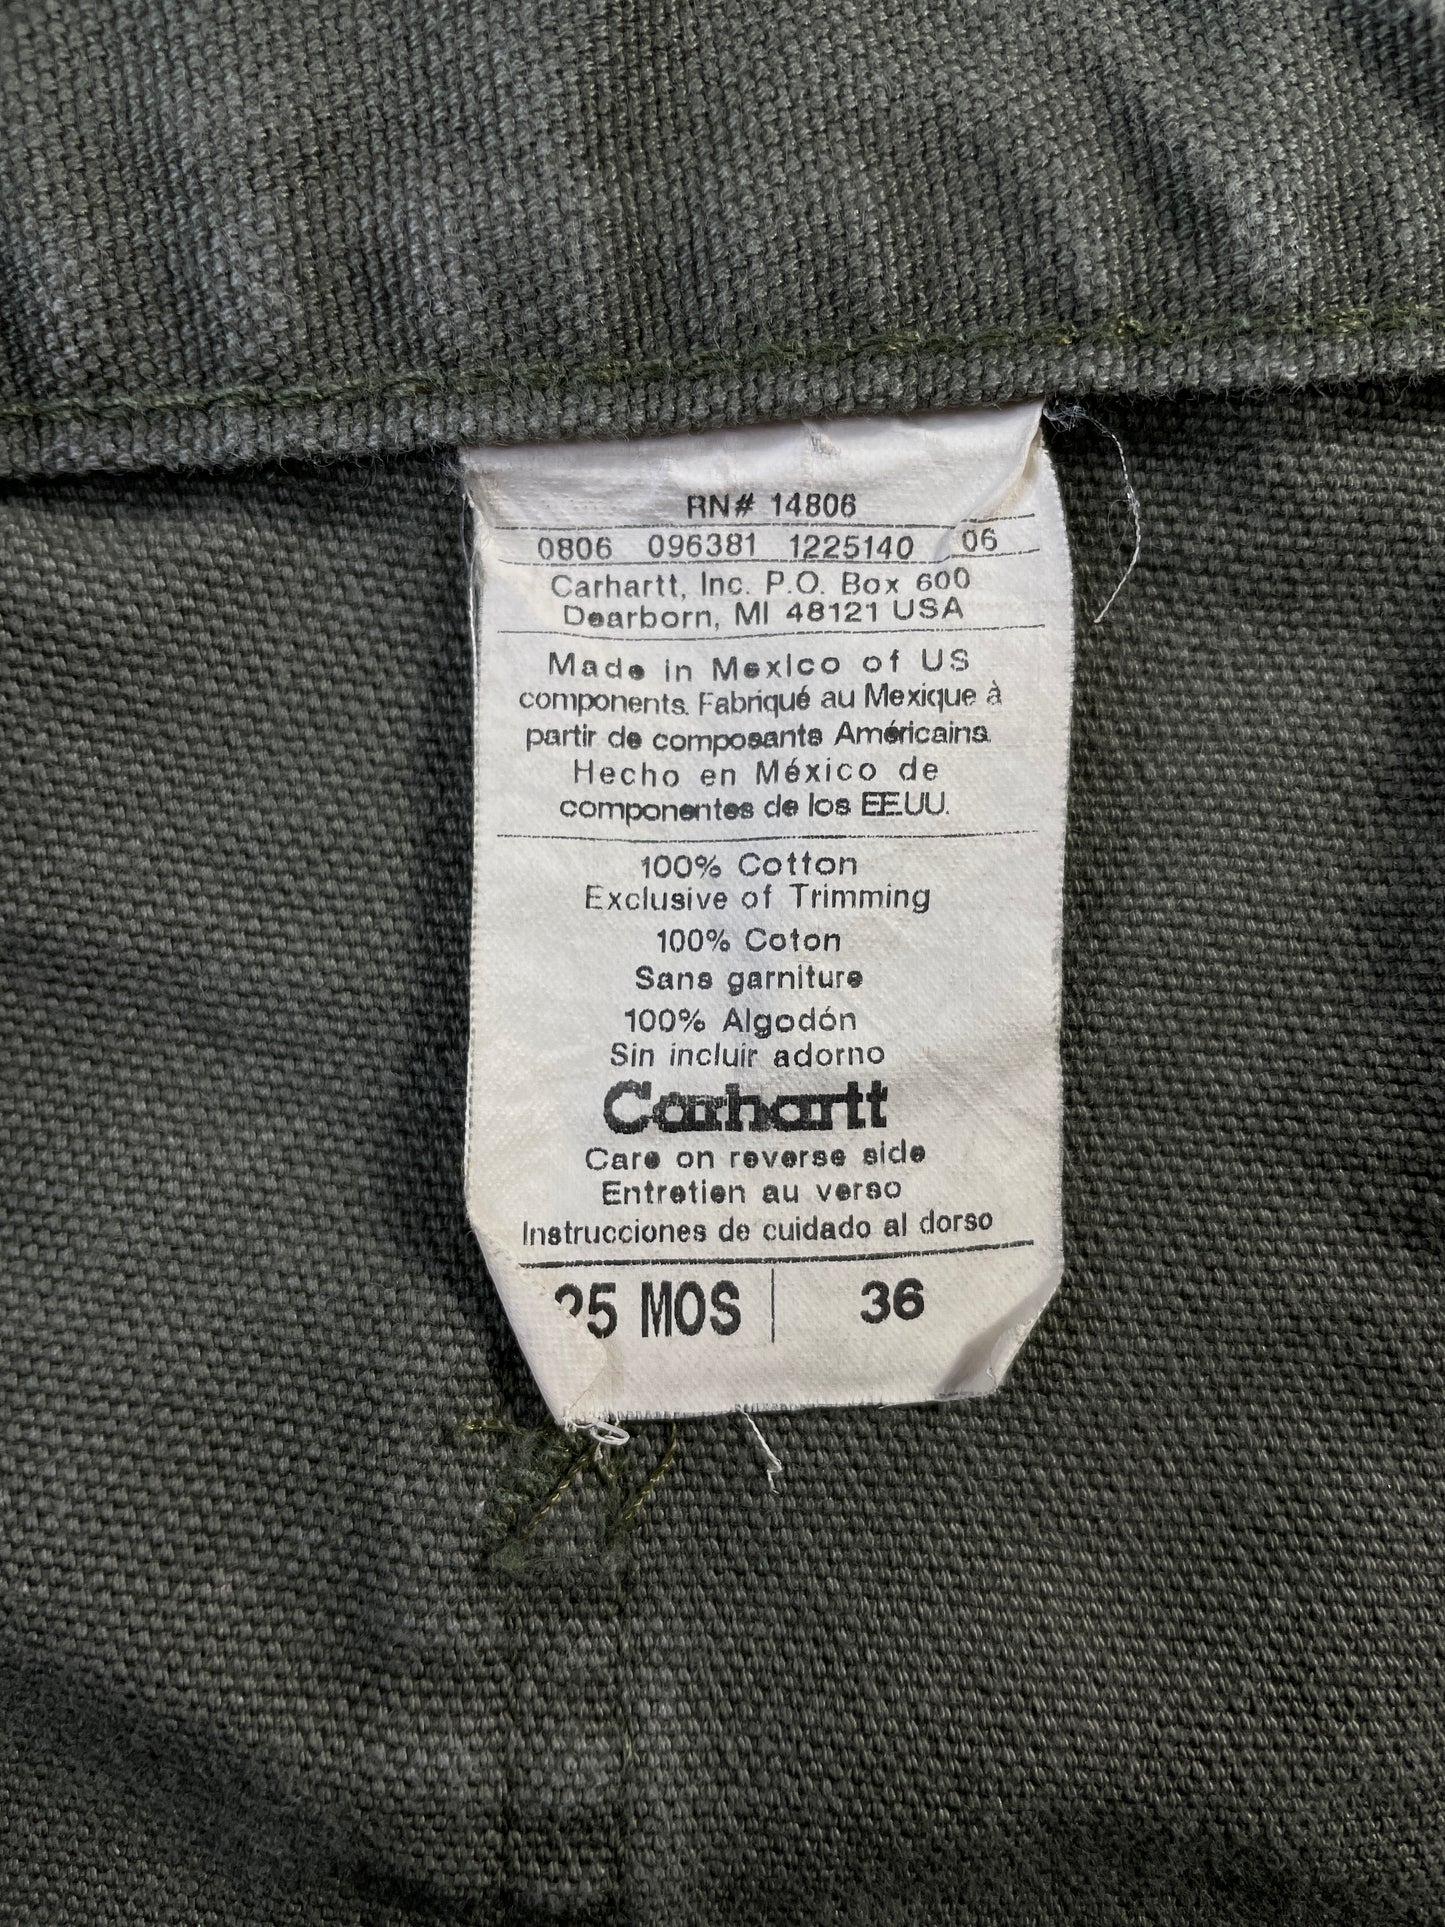 RN# 14806
0806 096381 1225140 06
Carhartt, Inc. P.O. Box 600
Dearborn, MI 48121 USA
Made in Mexico of US
components. Fabriqué au Mexique à
partir de composants Américains.
Hecho en México de
componentes de los EE.UU.
100% Cotton
Exclusive of Trimming
100% Coton
Sans garniture
100% Algodón
Sin incluir adorno
Carhartt
Care on reverse side
Entretien au verso
Instrucciones de cuidado al dorso
MOS 36